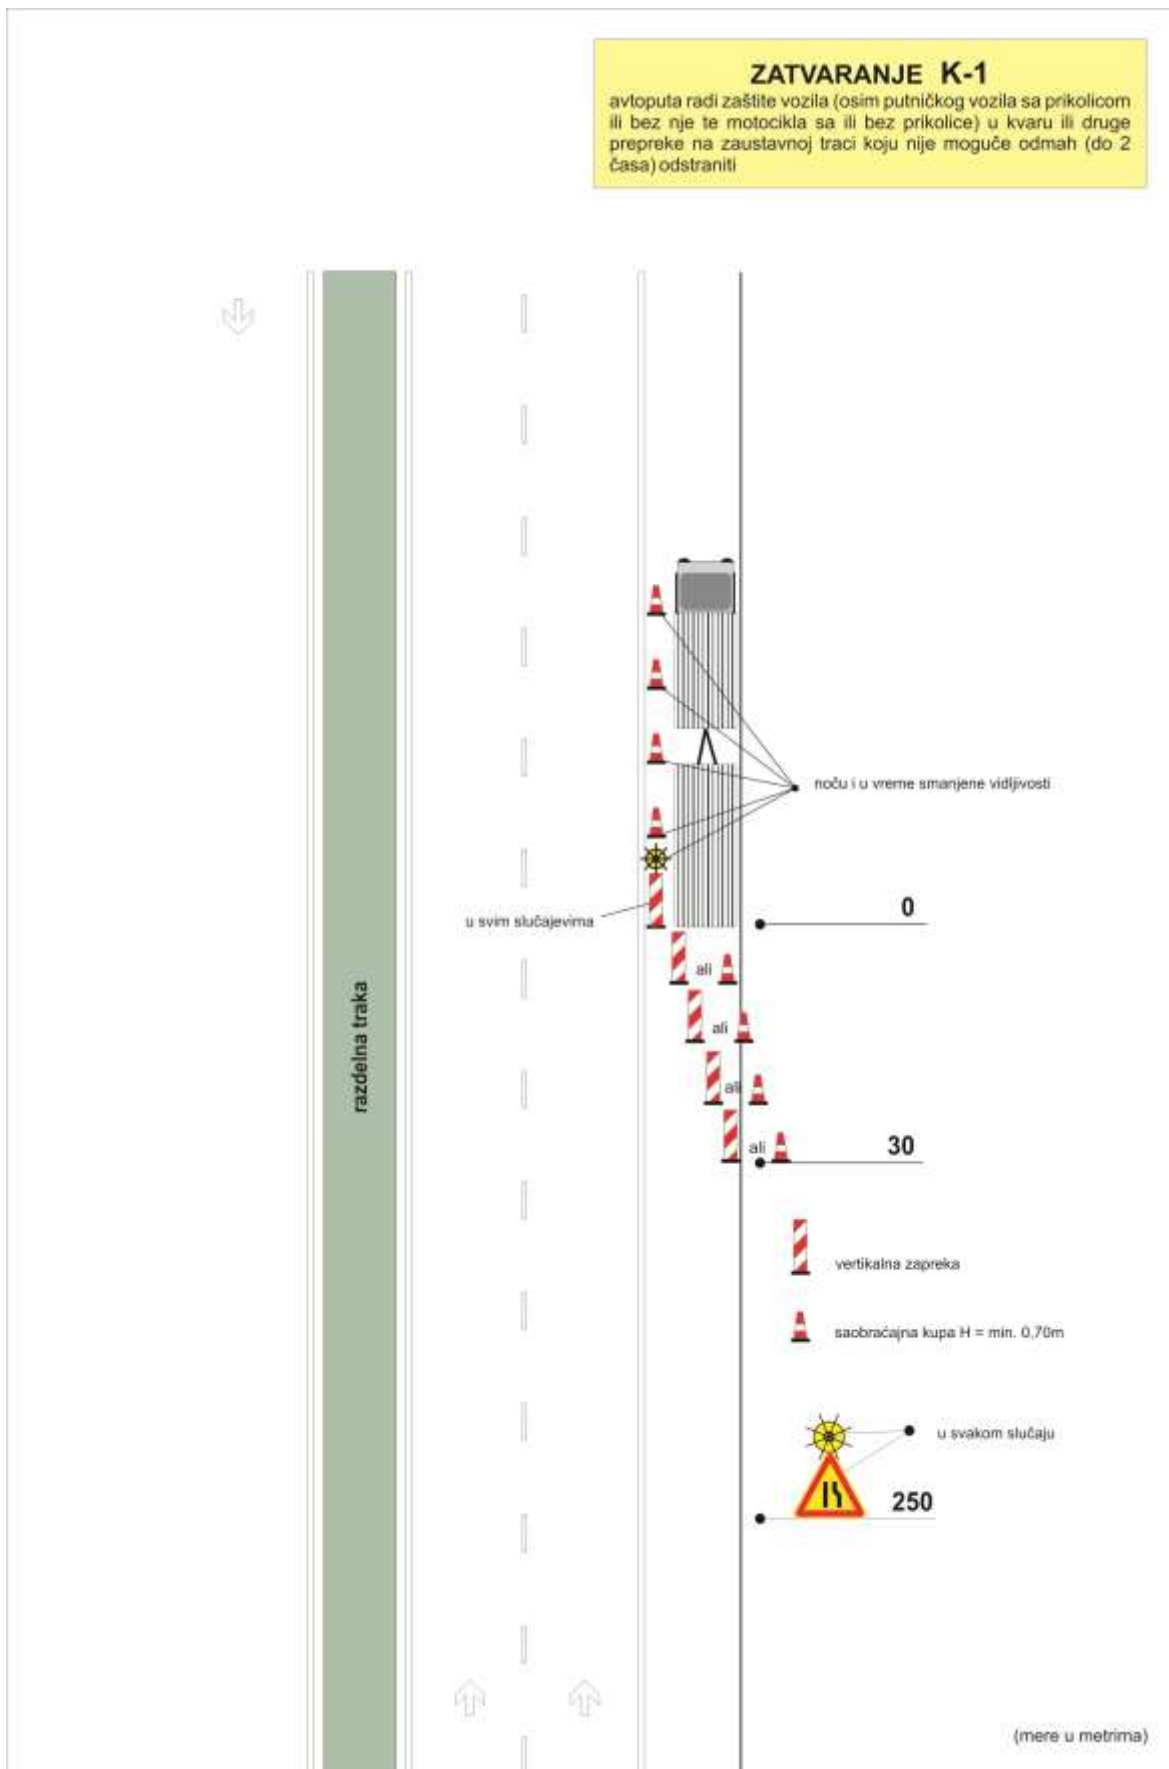 ZATVARANJE K-1
avtoputa radi zaštite vozila (osim putničkog vozila sa prikolicom
ili bez nje te motocikla sa ili bez prikolice) u kvaru ili druge
prepreke na zaustavnoj traci koju nije moguče odmah (do 2
časa) odstraniti
noču i u vreme smanjene vidljivosti
u svim slučajevima
0
ali
ali
ali
ali
30
razdelna traka
vertikalna zapreka
saobraćajna kupa H = min. 0,70m
u svakom slučaju
250
(mere u metrima)